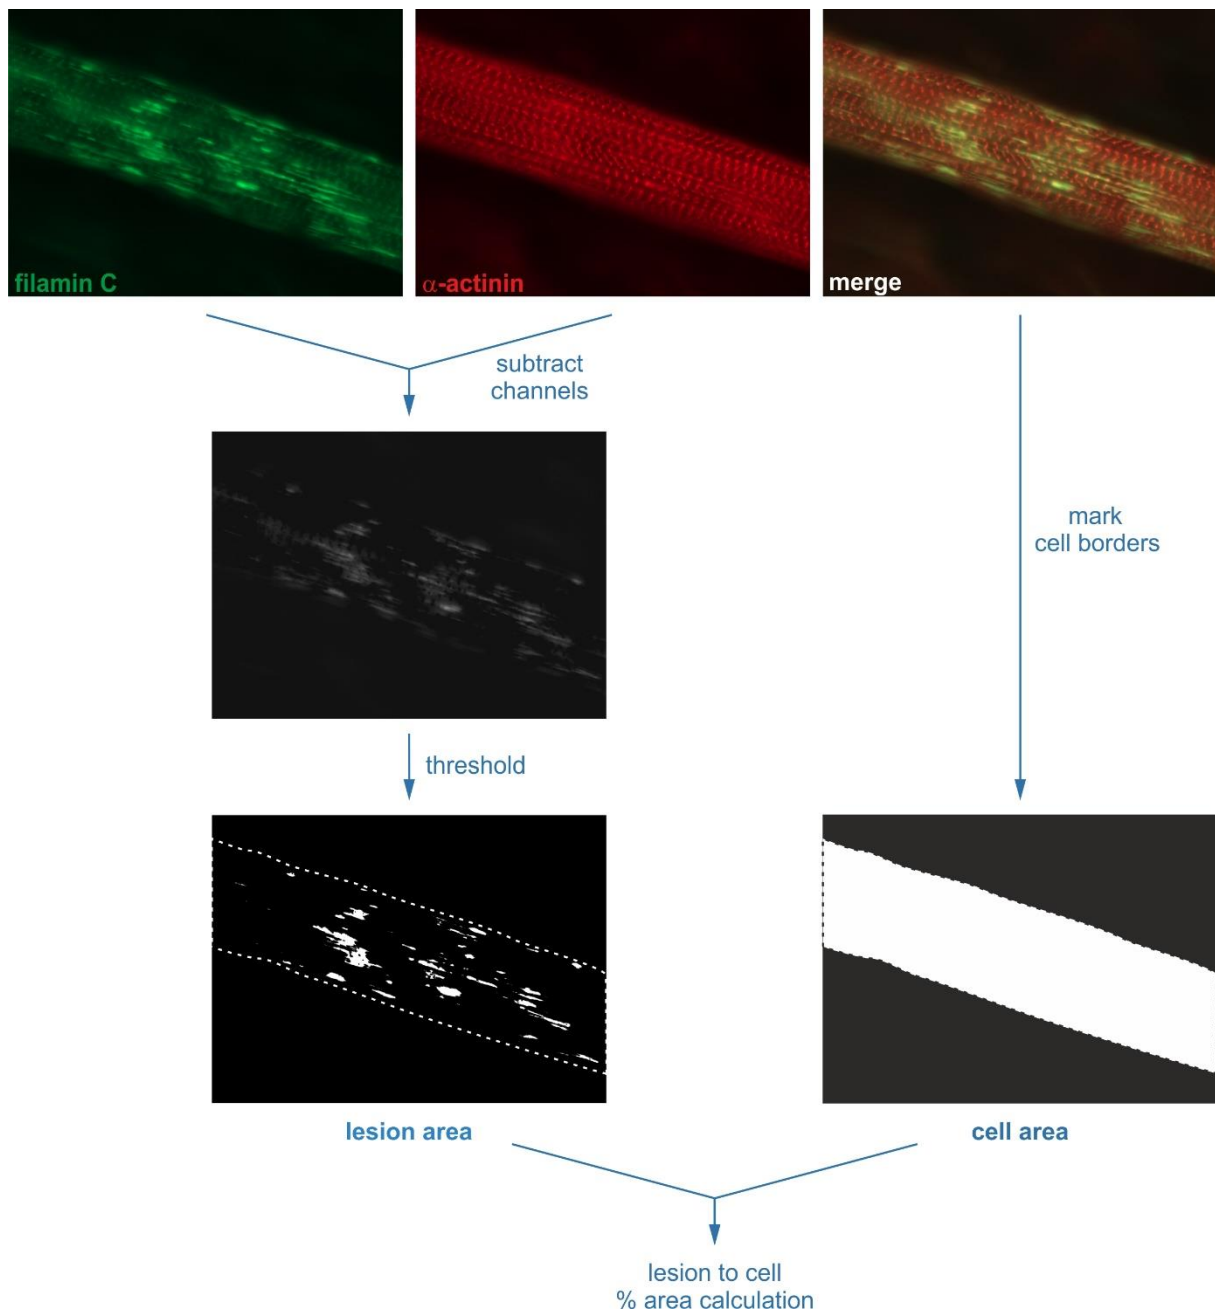 filamin C
α-actinin
merge
subtract
channels
mark
cell borders
threshold
lesion area
cell area
lesion to cell
% area calculation